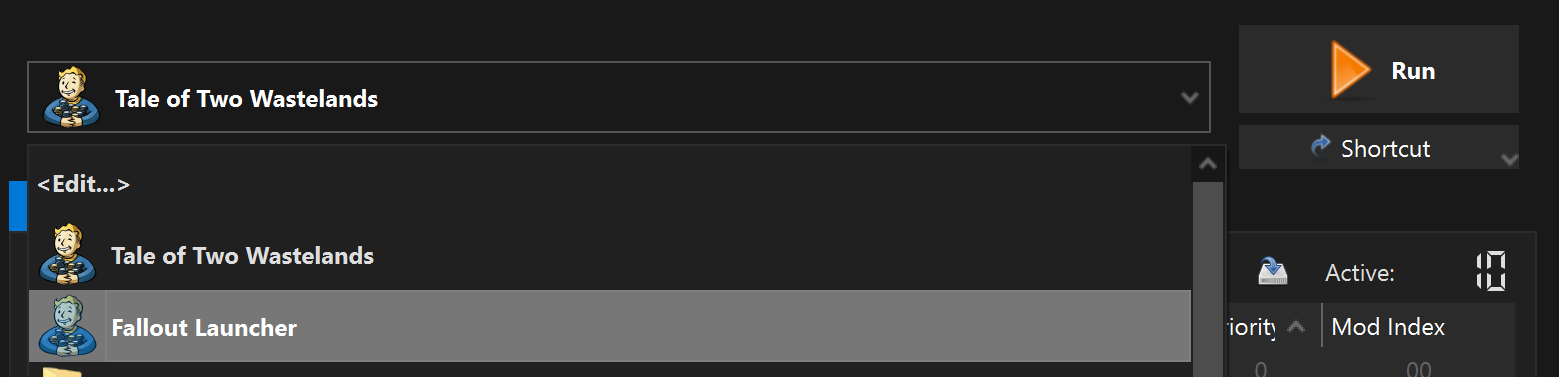 Tale of Two Wastelands
Run
Shortcut
<Edit...>
Tale of Two Wastelands
Fallout Launcher
Active: 10
iority Mod Index
0 00